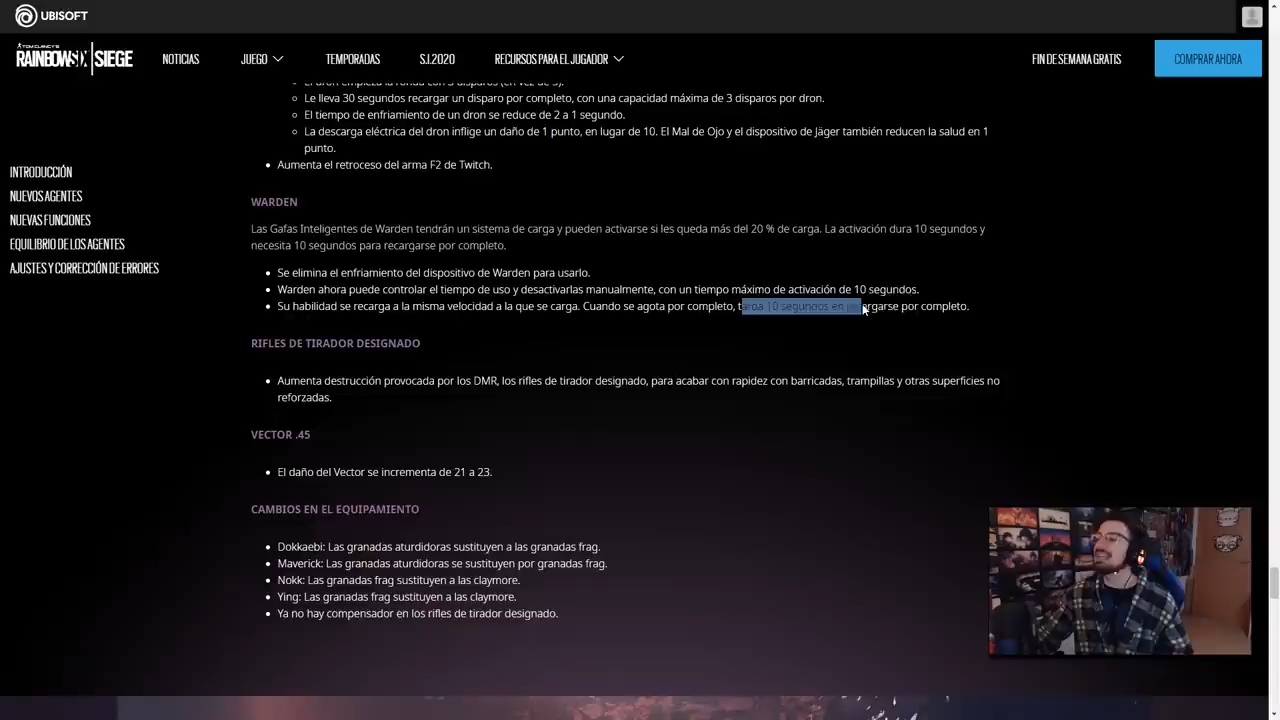 UBISOFT
TOM CLANCY'S
RAINBOW SIX SIEGE
NOTICIAS
JUEGO
TEMPORADAS
S.I.2020
RECURSOS PARA EL JUGADOR
FIN DE SEMANA GRATIS
COMPRAR AHORA
INTRODUCCIÓN
NUEVOS AGENTES
NUEVAS FUNCIONES
EQUILIBRIO DE LOS AGENTES
AJUSTES Y CORRECCIÓN DE ERRORES
El dron empieza la ronda con 3 disparos (en vez de 5).
Le lleva 30 segundos recargar un disparo por completo, con una capacidad máxima de 3 disparos por dron.
El tiempo de enfriamiento de un dron se reduce de 2 a 1 segundo.
La descarga eléctrica del dron inflige un daño de 1 punto, en lugar de 10. El Mal de Ojo y el dispositivo de Jäger también reducen la salud en 1
punto.
Aumenta el retroceso del arma F2 de Twitch.
WARDEN
Las Gafas Inteligentes de Warden tendrán un sistema de carga y pueden activarse si les queda más del 20 % de carga. La activación dura 10 segundos y
necesita 10 segundos para recargarse por completo.
Se elimina el enfriamiento del dispositivo de Warden para usarlo.
Warden ahora puede controlar el tiempo de uso y desactivarlas manualmente, con un tiempo máximo de activación de 10 segundos.
Su habilidad se recarga a la misma velocidad a la que se carga. Cuando se agota por completo, tarda 10 segundos en recargarse por completo.
RIFLES DE TIRADOR DESIGNADO
Aumenta destrucción provocada por los DMR, los rifles de tirador designado, para acabar con rapidez con barricadas, trampillas y otras superficies no
reforzadas.
VECTOR .45
El daño del Vector se incrementa de 21 a 23.
CAMBIOS EN EL EQUIPAMIENTO
Dokkaebi: Las granadas aturdidoras sustituyen a las granadas frag.
Maverick: Las granadas aturdidoras se sustituyen por granadas frag.
Nokk: Las granadas frag sustituyen a las claymore.
Ying: Las granadas frag sustituyen a las claymore.
Ya no hay compensador en los rifles de tirador designado.